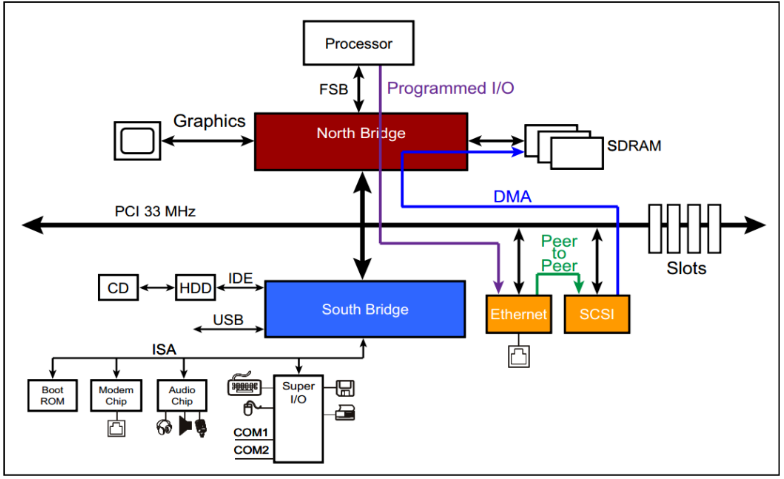 Processor
FSB
Programmed I/O
Graphics
North Bridge
SDRAM
DMA
PCI 33 MHz
Peer
to
Peer
Slots
CD
HDD
IDE
USB
South Bridge
Ethernet
SCSI
ISA
Boot
ROM
Modem
Chip
Audio
Chip
Super
I/O
COM1
COM2